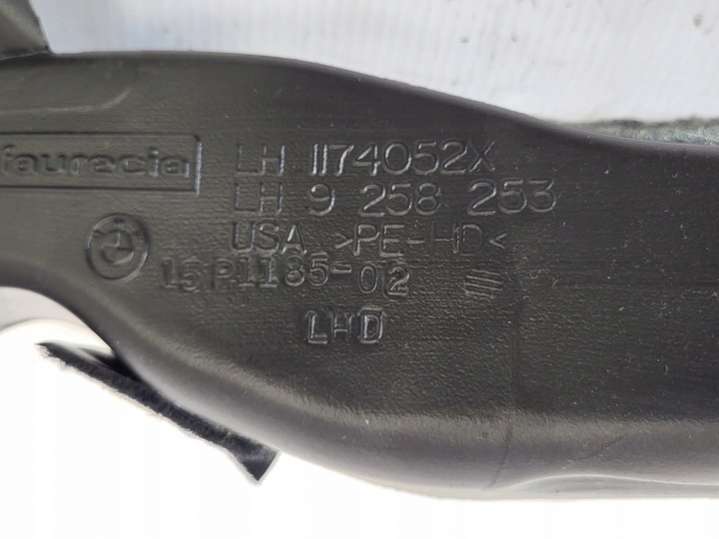 faurecia LH 1174052X
LH 9 258 253
USA >PE-HD<
15P1185-02
LHD